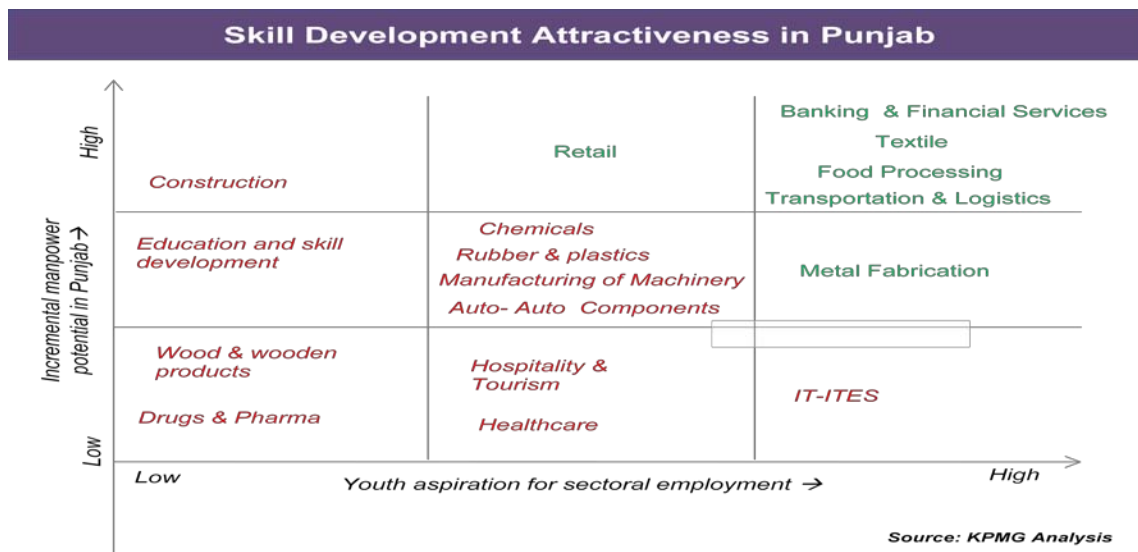 Skill Development Attractiveness in Punjab
High
Incremental manpower
potential in Punjab→
Low
Construction
Retail
Banking & Financial Services
Textile
Food Processing
Transportation & Logistics
Education and skill
development
Chemicals
Rubber & plastics
Manufacturing of Machinery
Auto- Auto Components
Metal Fabrication
Wood & wooden
products
Drugs & Pharma
Hospitality &
Tourism
Healthcare
IT-ITES
Low
Youth aspiration for sectoral employment →
High
Source: KPMG Analysis